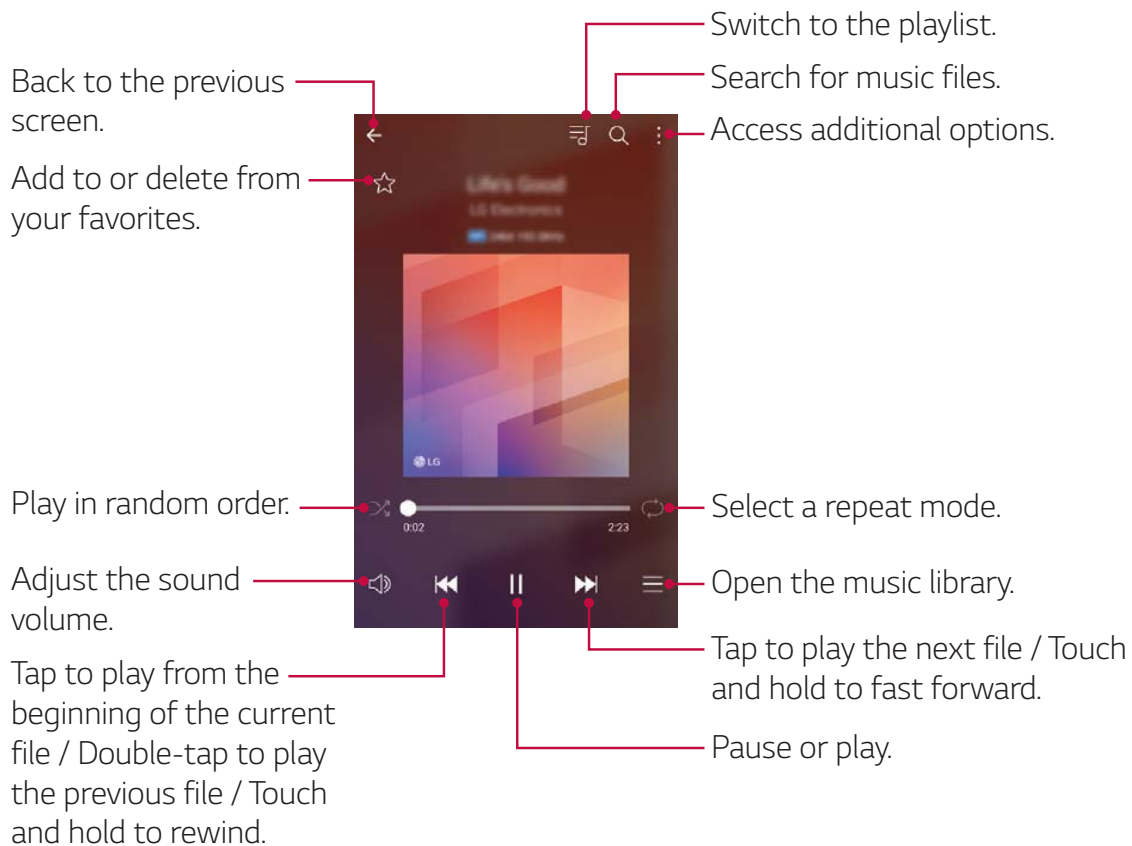 Switch to the playlist.
Back to the previous
screen.
Search for music files.
Access additional options.
Add to or delete from
your favorites.
Life's Good
LG Electronics
LG
Play in random order.
0:02
2:23
Select a repeat mode.
Adjust the sound
volume.
Open the music library.
Tap to play from the
beginning of the current
file / Double-tap to play
the previous file / Touch
and hold to rewind.
Tap to play the next file / Touch
and hold to fast forward.
Pause or play.